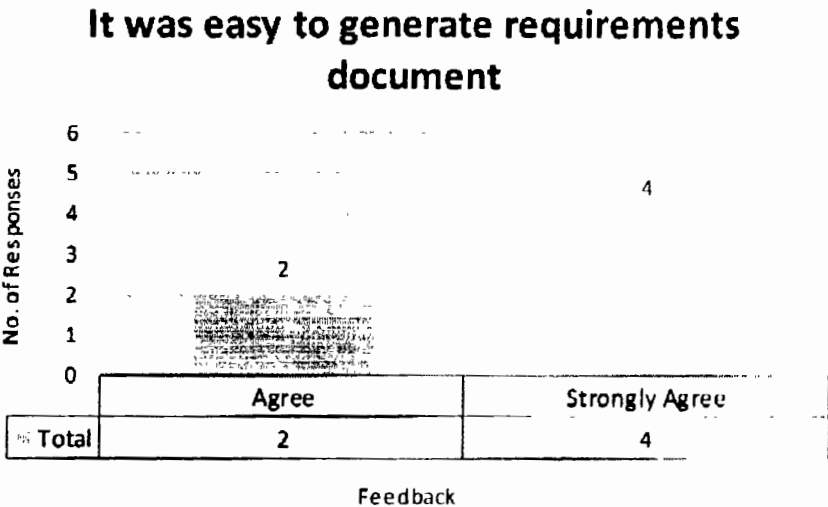 It was easy to generate requirements
document
No. of Responses
6
5
4
3
2
1
0
2
4
Agree Strongly Agree
Total 2 4
Feedback